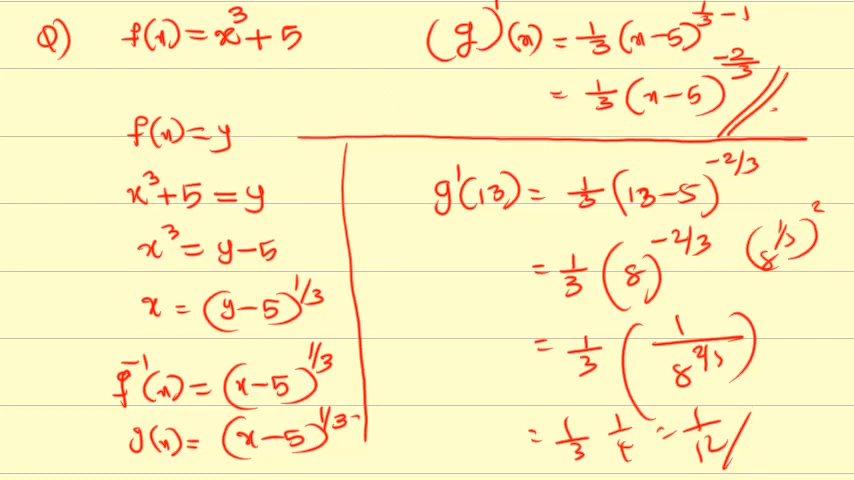 Q) f(x) = x³ + 5
f(x) = y
x³ + 5 = y
x³ = y - 5
x = (y - 5)^1/3
f^-1(x) = (x - 5)^1/3
g(x) = (x - 5)^1/3
(g)'(x) = 1/3 (x - 5)^(1/3 - 1)
= 1/3 (x - 5)^(-2/3)
g'(13) = 1/3 (13 - 5)^(-2/3)
= 1/3 (8)^(-2/3) (8^1/3)^2
= 1/3 (1 / 8^2/3)
= 1/3 1/4 = 1/12